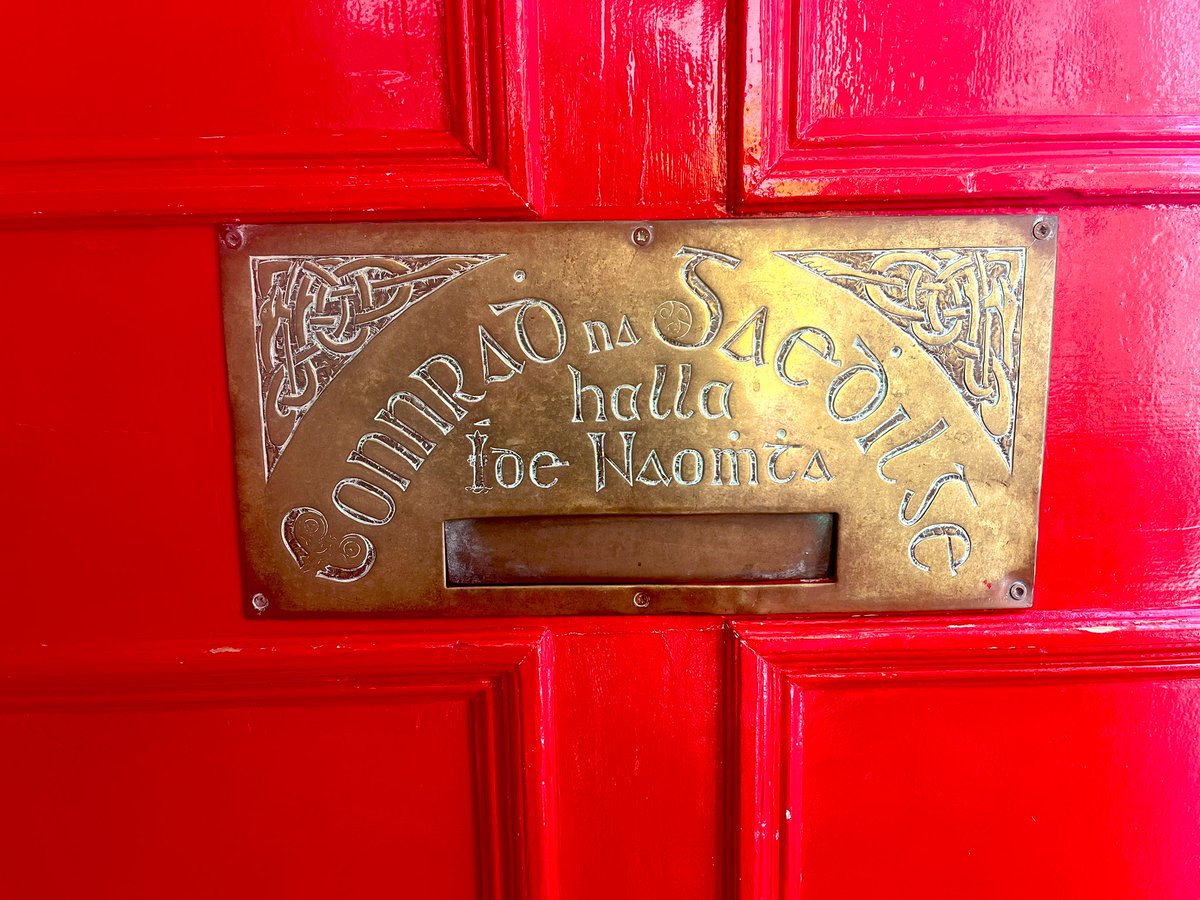 Connraḋ na Gaeḋilge
halla
Íde Naoṁṫa